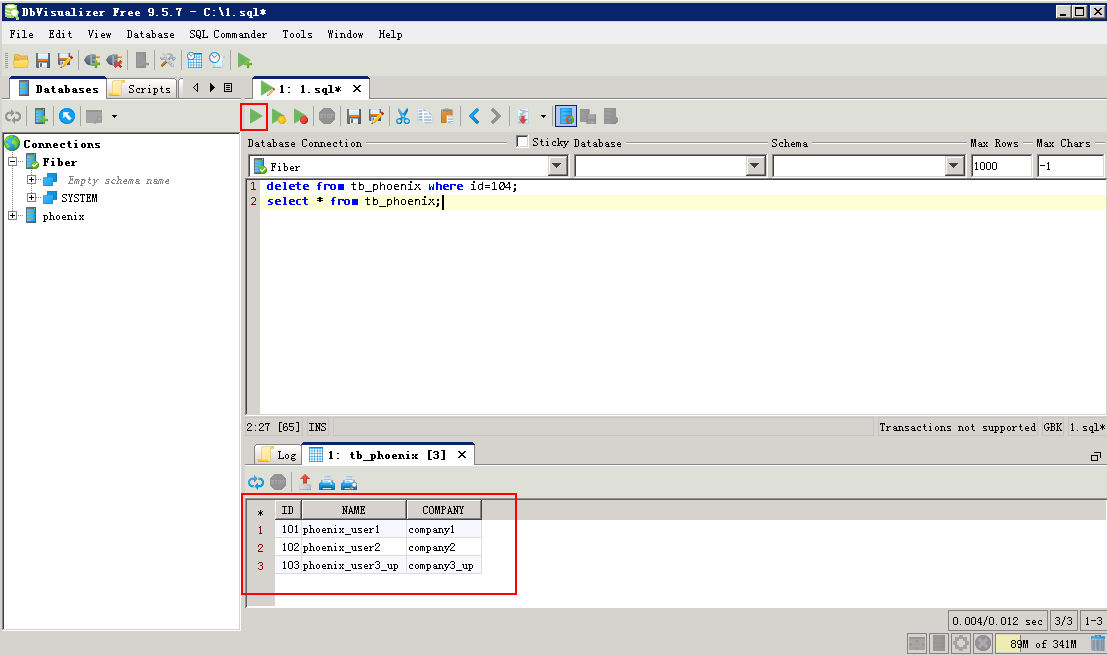 DbVisualizer Free 9.5.7 - C:\1.sql*
File Edit View Database SQL Commander Tools Window Help
Databases Scripts 1: 1.sql*
Database Connection Sticky Database Schema Max Rows Max Chars
Fiber 1000 -1
Connections
Fiber
Empty schema name
SYSTEM
phoenix
1 delete from tb_phoenix where id=104;
2 select * from tb_phoenix;
2:27 [65] INS Transactions not supported GBK 1.sql*
Log 1: tb_phoenix [3]
* ID NAME COMPANY
1 101 phoenix_user1 company1
2 102 phoenix_user2 company2
3 103 phoenix_user3_up company3_up
0.004/0.012 sec 3/3 1-3
89M of 341M